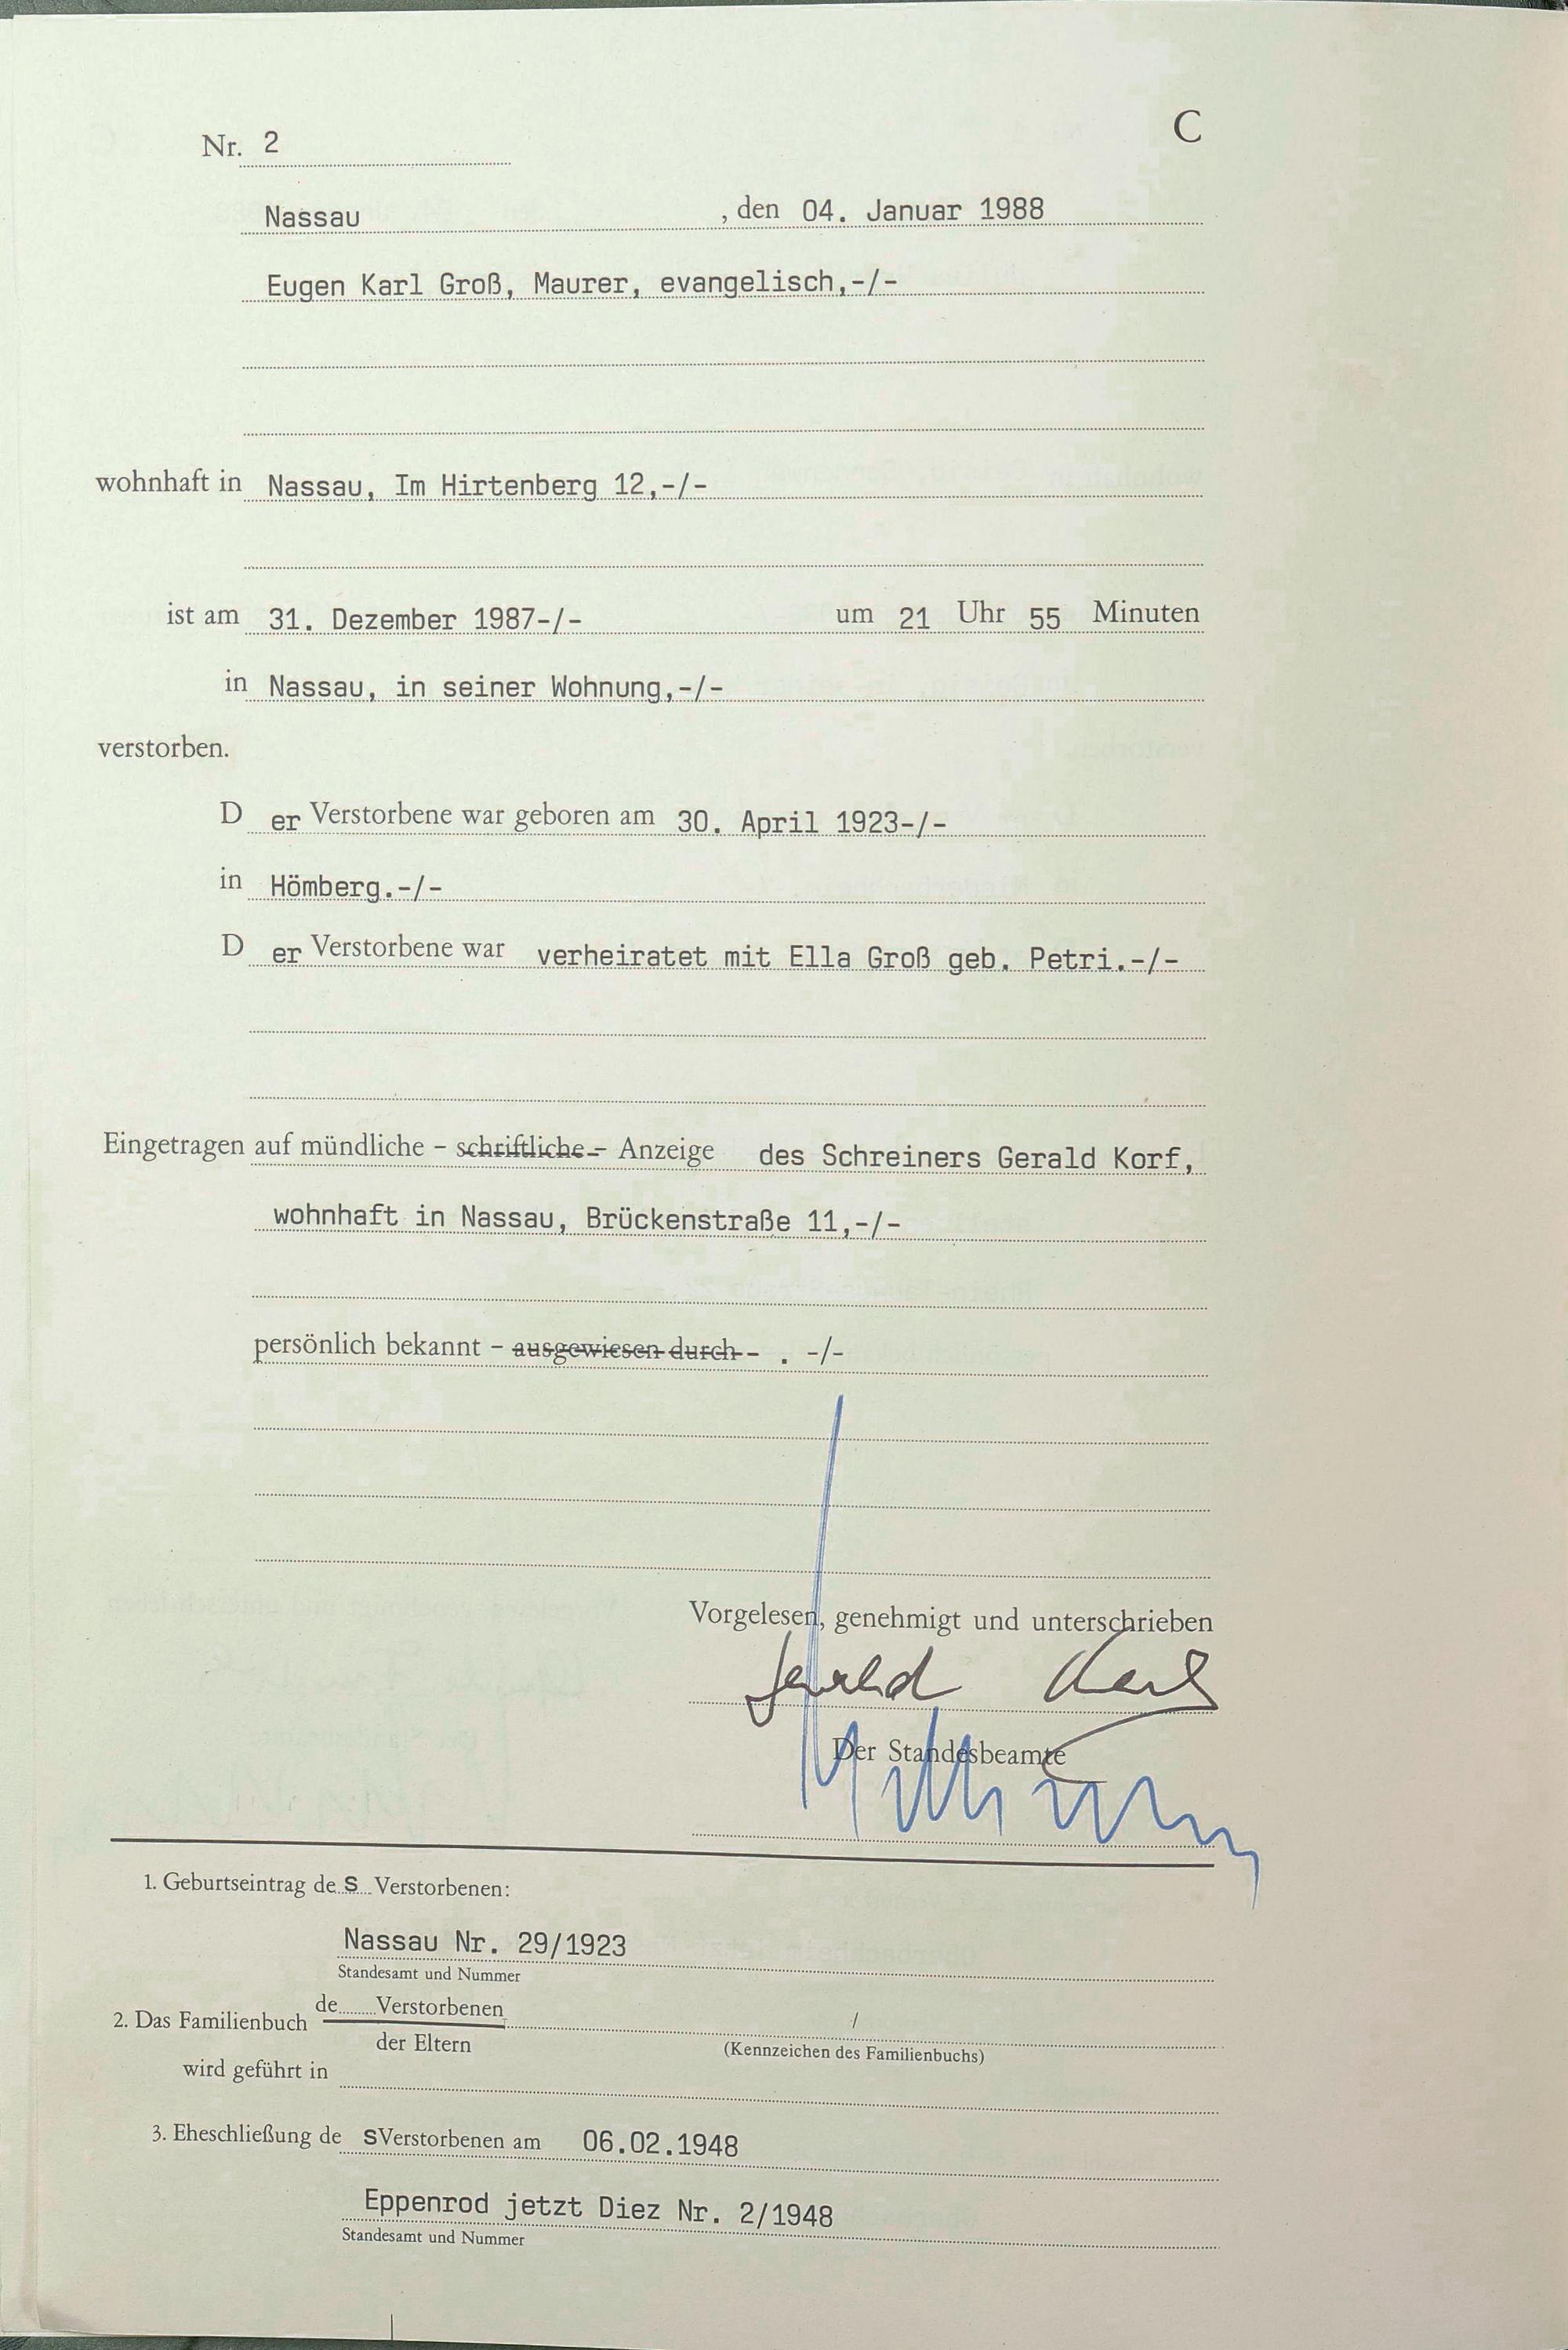 C
Nr. 2
Nassau , den 04. Januar 1988
Eugen Karl Groß, Maurer, evangelisch,-/-
wohnhaft in Nassau, Im Hirtenberg 12,-/-
ist am 31. Dezember 1987-/- um 21 Uhr 55 Minuten
in Nassau, in seiner Wohnung,-/-
verstorben.
D er Verstorbene war geboren am 30. April 1923-/-
in Hömberg.-/-
D er Verstorbene war verheiratet mit Ella Groß geb. Petri.-/-
Eingetragen auf mündliche – schriftliche – Anzeige des Schreiners Gerald Korf,
wohnhaft in Nassau, Brückenstraße 11,-/-
persönlich bekannt – ausgewiesen durch - . -/-
Vorgelesen, genehmigt und unterschrieben
Gerald Korf
Der Standesbeamte
1. Geburtseintrag de s Verstorbenen:
Nassau Nr. 29/1923
Standesamt und Nummer
2. Das Familienbuch de Verstorbenen /
der Eltern (Kennzeichen des Familienbuchs)
wird geführt in
3. Eheschließung de sVerstorbenen am 06.02.1948
Eppenrod jetzt Diez Nr. 2/1948
Standesamt und Nummer